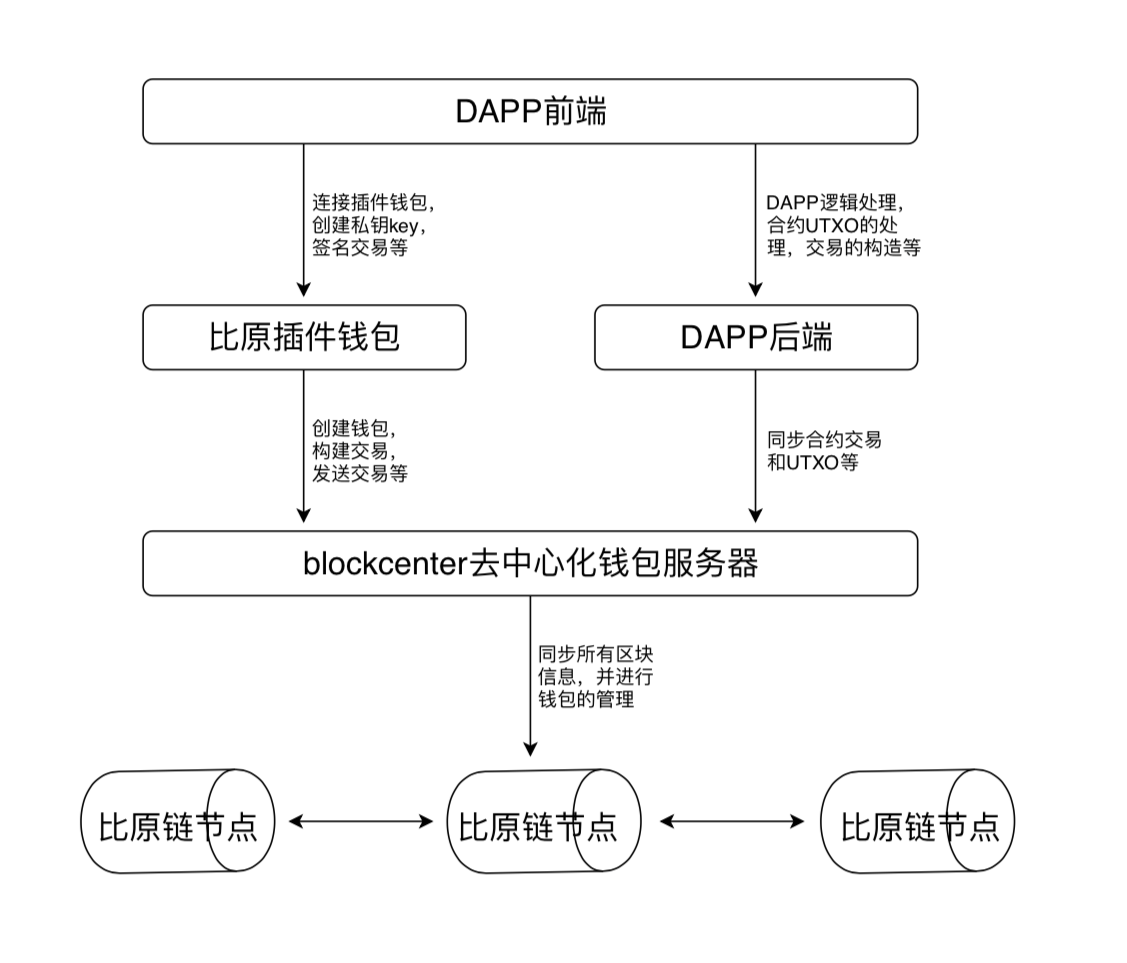 DAPP前端
连接插件钱包，
创建私钥key，
签名交易等
DAPP逻辑处理，
合约UTXO的处
理，交易的构造等
比原插件钱包
DAPP后端
创建钱包，
构建交易，
发送交易等
同步合约交易
和UTXO等
blockcenter去中心化钱包服务器
同步所有区块
信息，并进行
钱包的管理
比原链节点
比原链节点
比原链节点